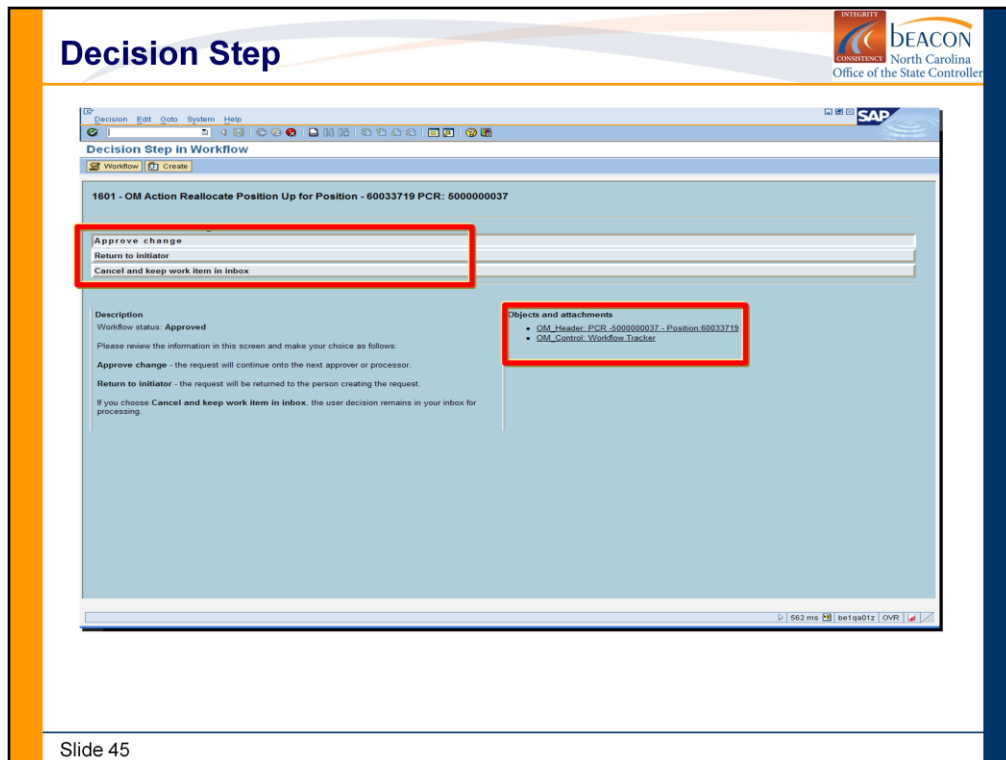 Decision Step
INTEGRITY
CONSISTENCY
BEACON
North Carolina
Office of the State Controller
Decision Edit Goto System Help
SAP
Decision Step in Workflow
Workflow Create
1601 - OM Action Reallocate Position Up for Position - 60033719 PCR: 5000000037
Approve change
Return to initiator
Cancel and keep work item in inbox
Description
Workflow status: Approved
Please review the information in this screen and make your choice as follows:
Approve change - the request will continue onto the next approver or processor.
Return to initiator - the request will be returned to the person creating the request.
If you choose Cancel and keep work item in inbox, the user decision remains in your inbox for
processing.
Objects and attachments
• OM_Header: PCR -5000000037 - Position:60033719
• OM_Control: Workflow Tracker
562 ms be1qa01z OVR
Slide 45